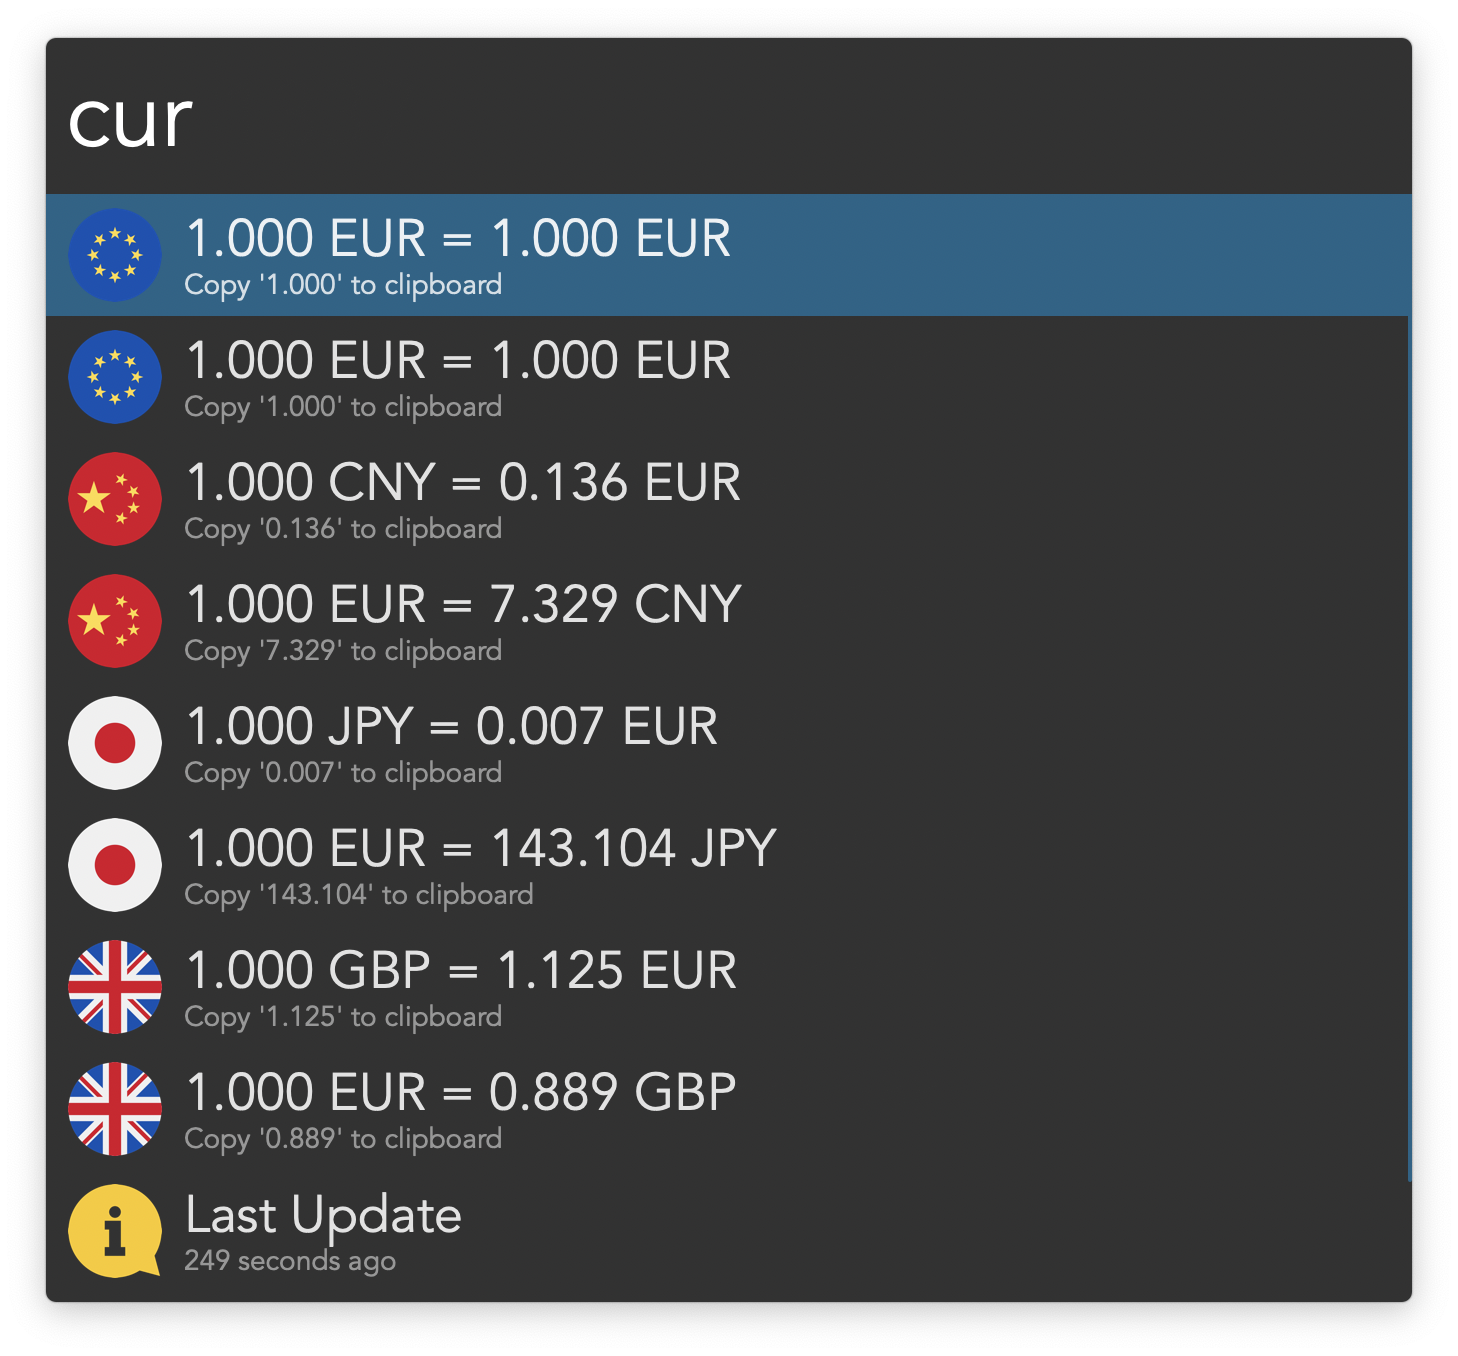 cur
1.000 EUR = 1.000 EUR
Copy '1.000' to clipboard
1.000 EUR = 1.000 EUR
Copy '1.000' to clipboard
1.000 CNY = 0.136 EUR
Copy '0.136' to clipboard
1.000 EUR = 7.329 CNY
Copy '7.329' to clipboard
1.000 JPY = 0.007 EUR
Copy '0.007' to clipboard
1.000 EUR = 143.104 JPY
Copy '143.104' to clipboard
1.000 GBP = 1.125 EUR
Copy '1.125' to clipboard
1.000 EUR = 0.889 GBP
Copy '0.889' to clipboard
Last Update
249 seconds ago